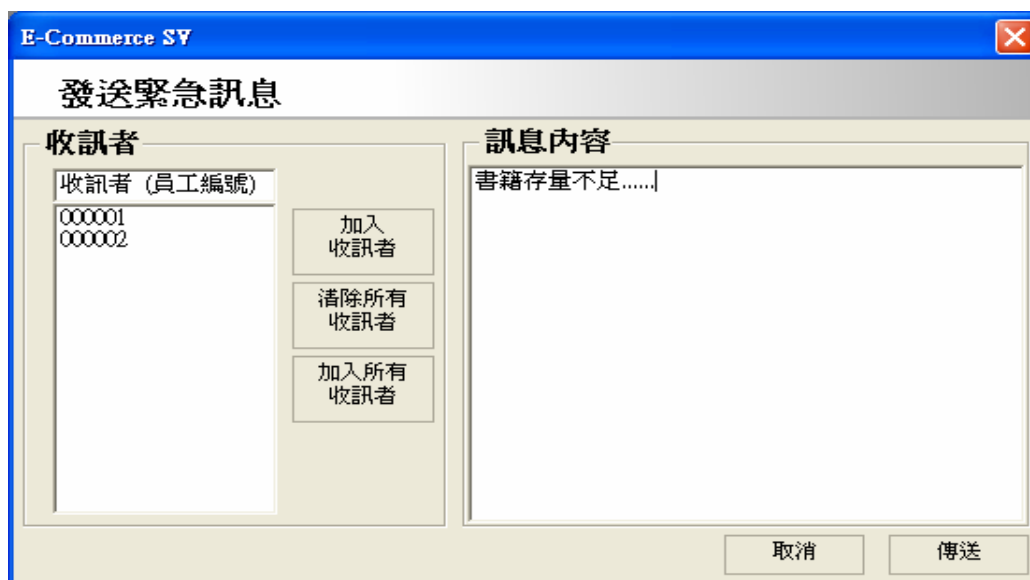 E-Commerce SV
發送緊急訊息
收訊者
收訊者 (員工編號)
000001
000002
加入
收訊者
清除所有
收訊者
加入所有
收訊者
訊息內容
書籍存量不足......
取消
傳送